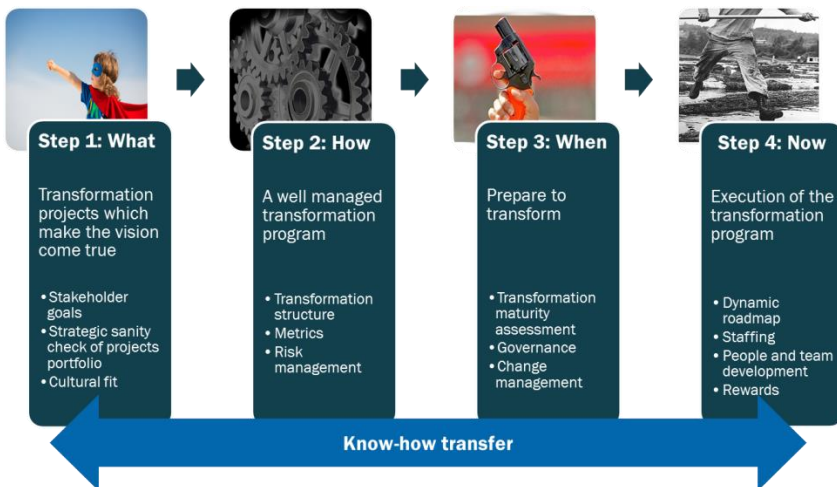 Step 1: What
Transformation
projects which
make the vision
come true
• Stakeholder
goals
• Strategic sanity
check of projects
portfolio
• Cultural fit
Step 2: How
A well managed
transformation
program
• Transformation
structure
• Metrics
• Risk
management
Step 3: When
Prepare to
transform
• Transformation
maturity
assessment
• Governance
• Change
management
Step 4: Now
Execution of the
transformation
program
• Dynamic
roadmap
• Staffing
• People and team
development
• Rewards
Know-how transfer